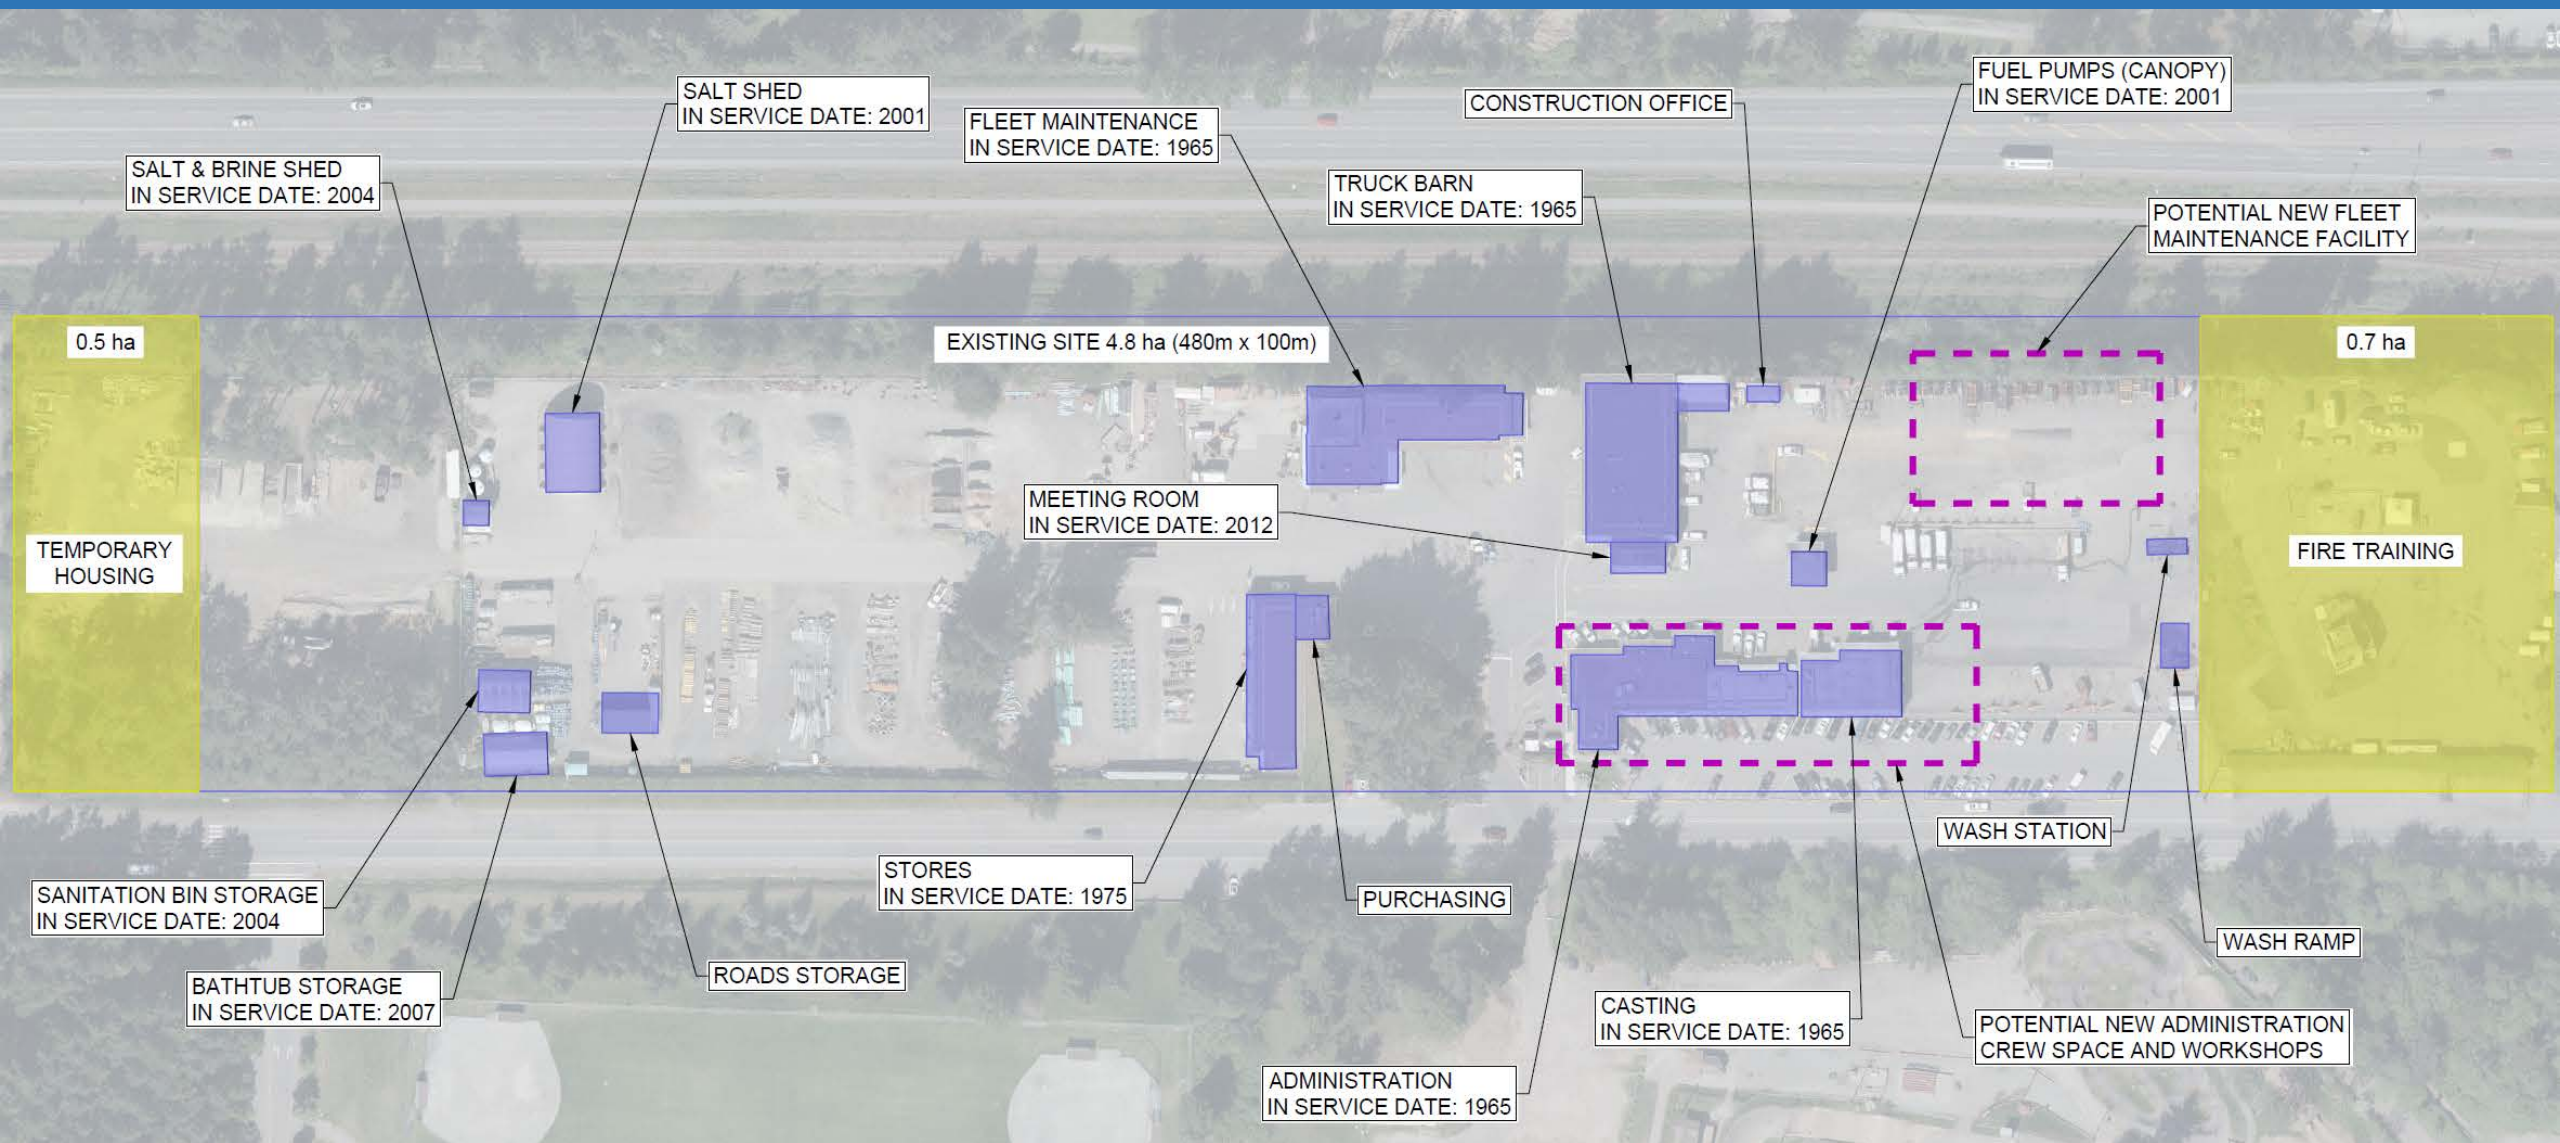 FUEL PUMPS (CANOPY)
IN SERVICE DATE: 2001
SALT SHED
IN SERVICE DATE: 2001
CONSTRUCTION OFFICE
FLEET MAINTENANCE
IN SERVICE DATE: 1965
SALT & BRINE SHED
IN SERVICE DATE: 2004
TRUCK BARN
IN SERVICE DATE: 1965
POTENTIAL NEW FLEET
MAINTENANCE FACILITY
0.5 ha
EXISTING SITE 4.8 ha (480m x 100m)
0.7 ha
MEETING ROOM
IN SERVICE DATE: 2012
TEMPORARY
HOUSING
FIRE TRAINING
WASH STATION
STORES
IN SERVICE DATE: 1975
PURCHASING
SANITATION BIN STORAGE
IN SERVICE DATE: 2004
WASH RAMP
ROADS STORAGE
BATHTUB STORAGE
IN SERVICE DATE: 2007
CASTING
IN SERVICE DATE: 1965
POTENTIAL NEW ADMINISTRATION
CREW SPACE AND WORKSHOPS
ADMINISTRATION
IN SERVICE DATE: 1965